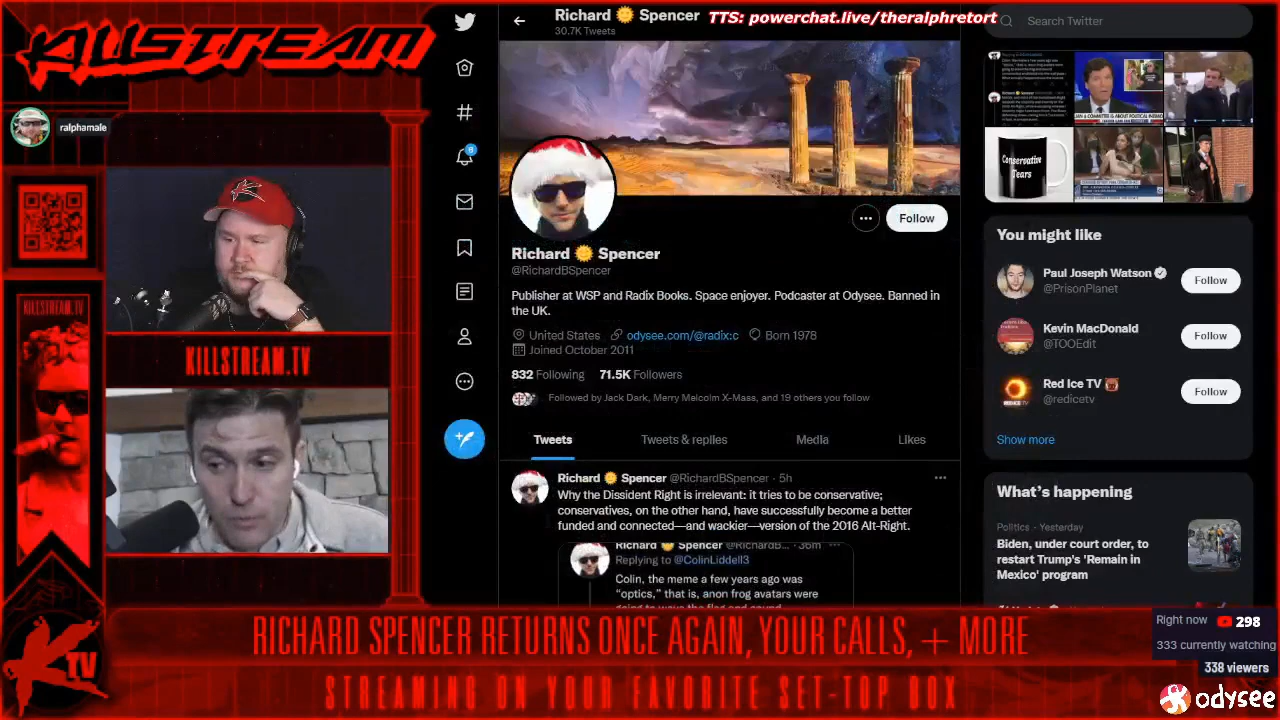 KILLSTREAM
ralphamale
KILLSTREAM.TV
KILLSTREAM.TV
KTV
Richard Spencer
30.7K Tweets
TTS: powerchat.live/theralphretort
Search Twitter
8
Follow
Richard Spencer
@RichardBSpencer
Publisher at WSP and Radix Books. Space enjoyer. Podcaster at Odysee. Banned in
the UK.
United States odysee.com/@radix:c Born 1978
Joined October 2011
832 Following 71.5K Followers
Followed by Jack Dark, Merry Melcolm X-Mass, and 19 others you follow
Tweets Tweets & replies Media Likes
Richard Spencer @RichardBSpencer · 5h
Why the Dissident Right is irrelevant: it tries to be conservative;
conservatives, on the other hand, have successfully become a better
funded and connected—and wackier—version of the 2016 Alt-Right.
Richard Spencer @RichardB... · 36m
Replying to @ColinLiddell3
Colin, the meme a few years ago was
"optics," that is, anon frog avatars were
Conservative
Tears
You might like
Paul Joseph Watson
@PrisonPlanet
Follow
Kevin MacDonald
@TOOEdit
Follow
Red Ice TV
@redicetv
Follow
Show more
What's happening
Politics · Yesterday
Biden, under court order, to
restart Trump's 'Remain in
Mexico' program
RICHARD SPENCER RETURNS ONCE AGAIN, YOUR CALLS, + MORE
STREAMING ON YOUR FAVORITE SET-TOP BOX
Right now 298
333 currently watching
338 viewers
odysee